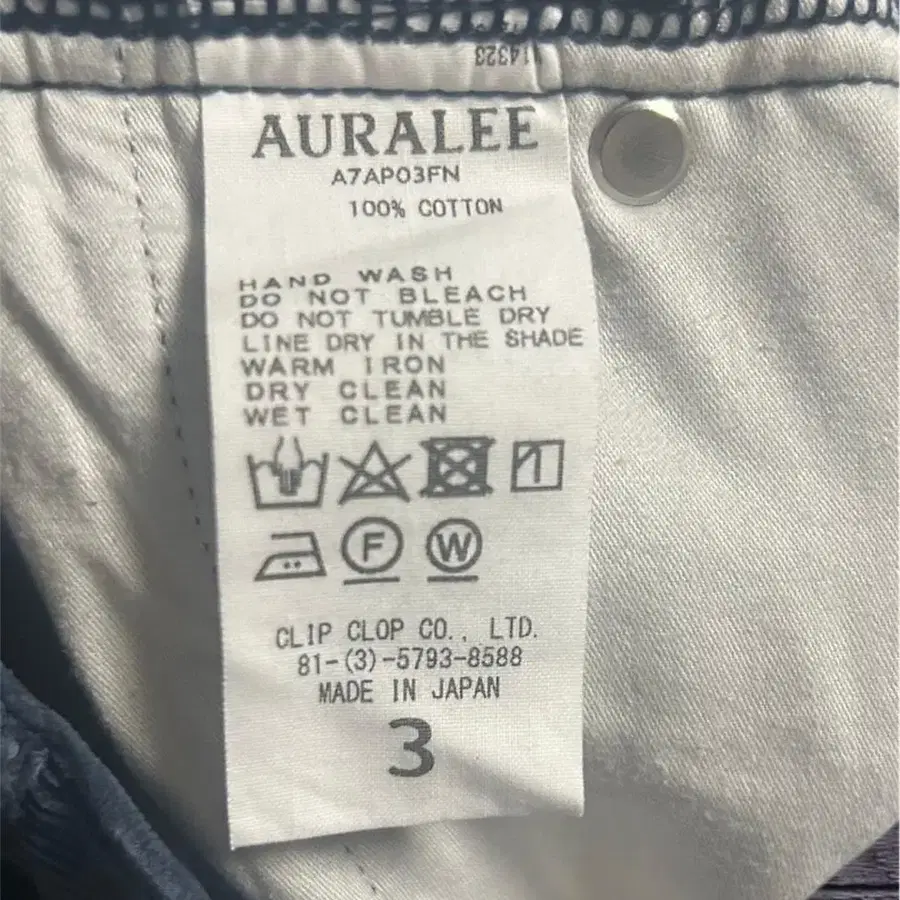 14323
AURALEE
A7AP03FN
100% COTTON
HAND WASH
DO NOT BLEACH
DO NOT TUMBLE DRY
LINE DRY IN THE SHADE
WARM IRON
DRY CLEAN
WET CLEAN
F W
CLIP CLOP CO., LTD.
81-(3)-5793-8588
MADE IN JAPAN
3